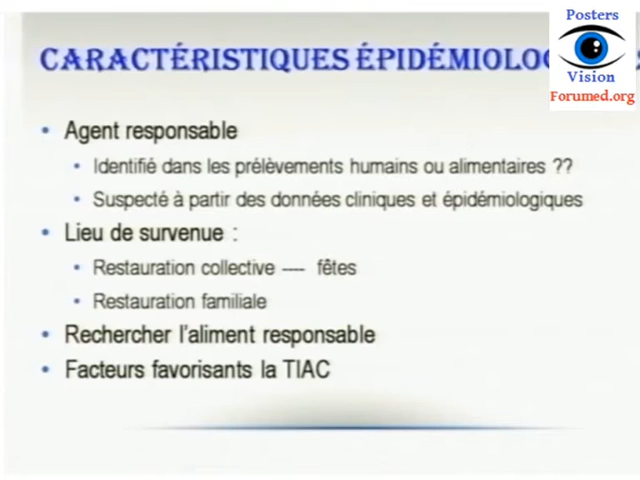 Posters
Vision
Forumed.org
CARACTÉRISTIQUES
Agent responsable
Identifié dans les prélèvements humains ou alimentaires ??
Suspecté à partir des données cliniques et épidémiologiques
Lieu de survenue :
Restauration collective ---- fêtes
Restauration familiale
Rechercher l'aliment responsable
Facteurs favorisants la TIAC